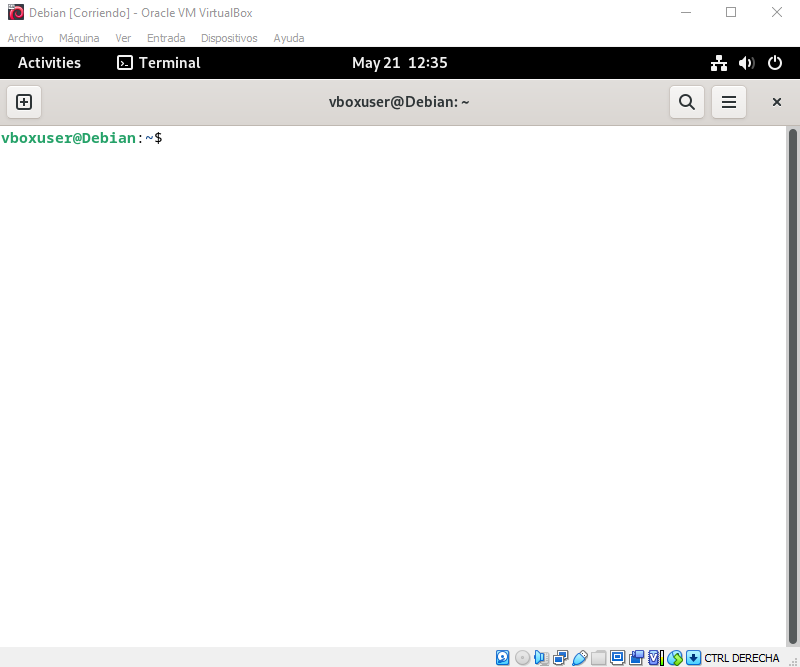 Debian [Corriendo] - Oracle VM VirtualBox
Archivo Máquina Ver Entrada Dispositivos Ayuda
Activities Terminal May 21 12:35
vboxuser@Debian: ~
vboxuser@Debian:~$
CTRL DERECHA